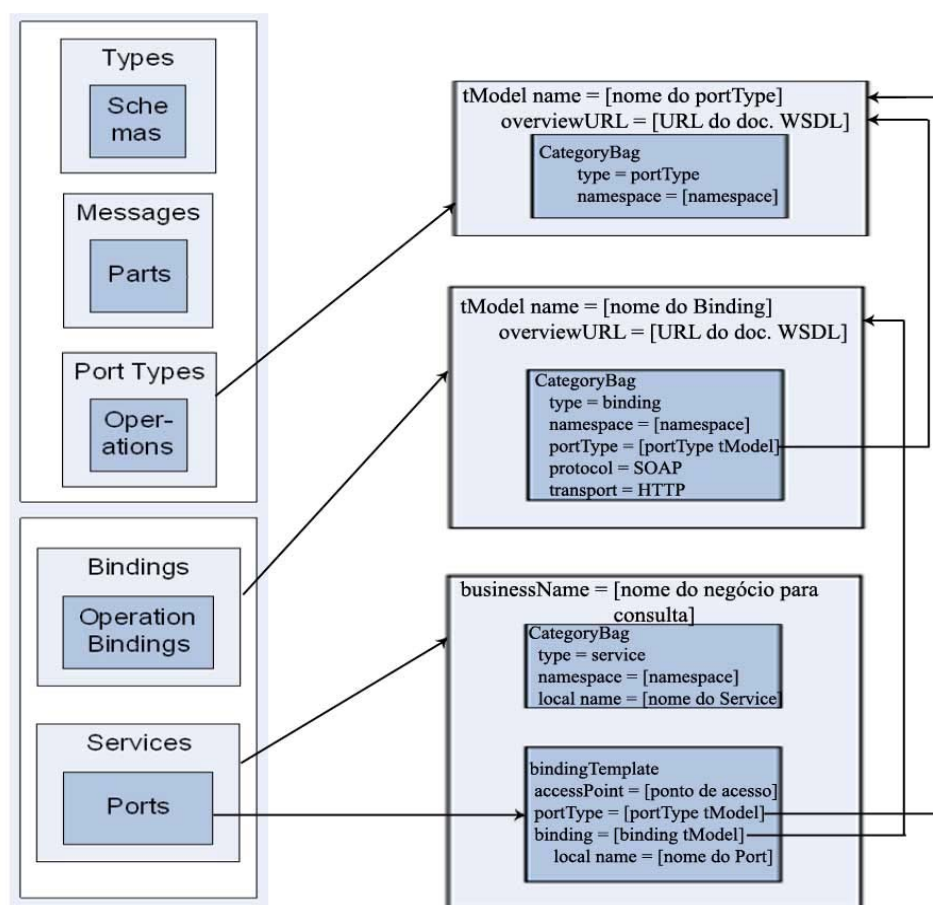 Types
Sche
mas
Messages
Parts
Port Types
Oper-
ations
Bindings
Operation
Bindings
Services
Ports
tModel name = [nome do portType]
overviewURL = [URL do doc. WSDL]
CategoryBag
type = portType
namespace = [namespace]
tModel name = [nome do Binding]
overviewURL = [URL do doc. WSDL]
CategoryBag
type = binding
namespace = [namespace]
portType = [portType tModel]
protocol = SOAP
transport = HTTP
businessName = [nome do negócio para
consulta]
CategoryBag
type = service
namespace = [namespace]
local name = [nome do Service]
bindingTemplate
accessPoint = [ponto de acesso]
portType = [portType tModel]
binding = [binding tModel]
local name = [nome do Port]